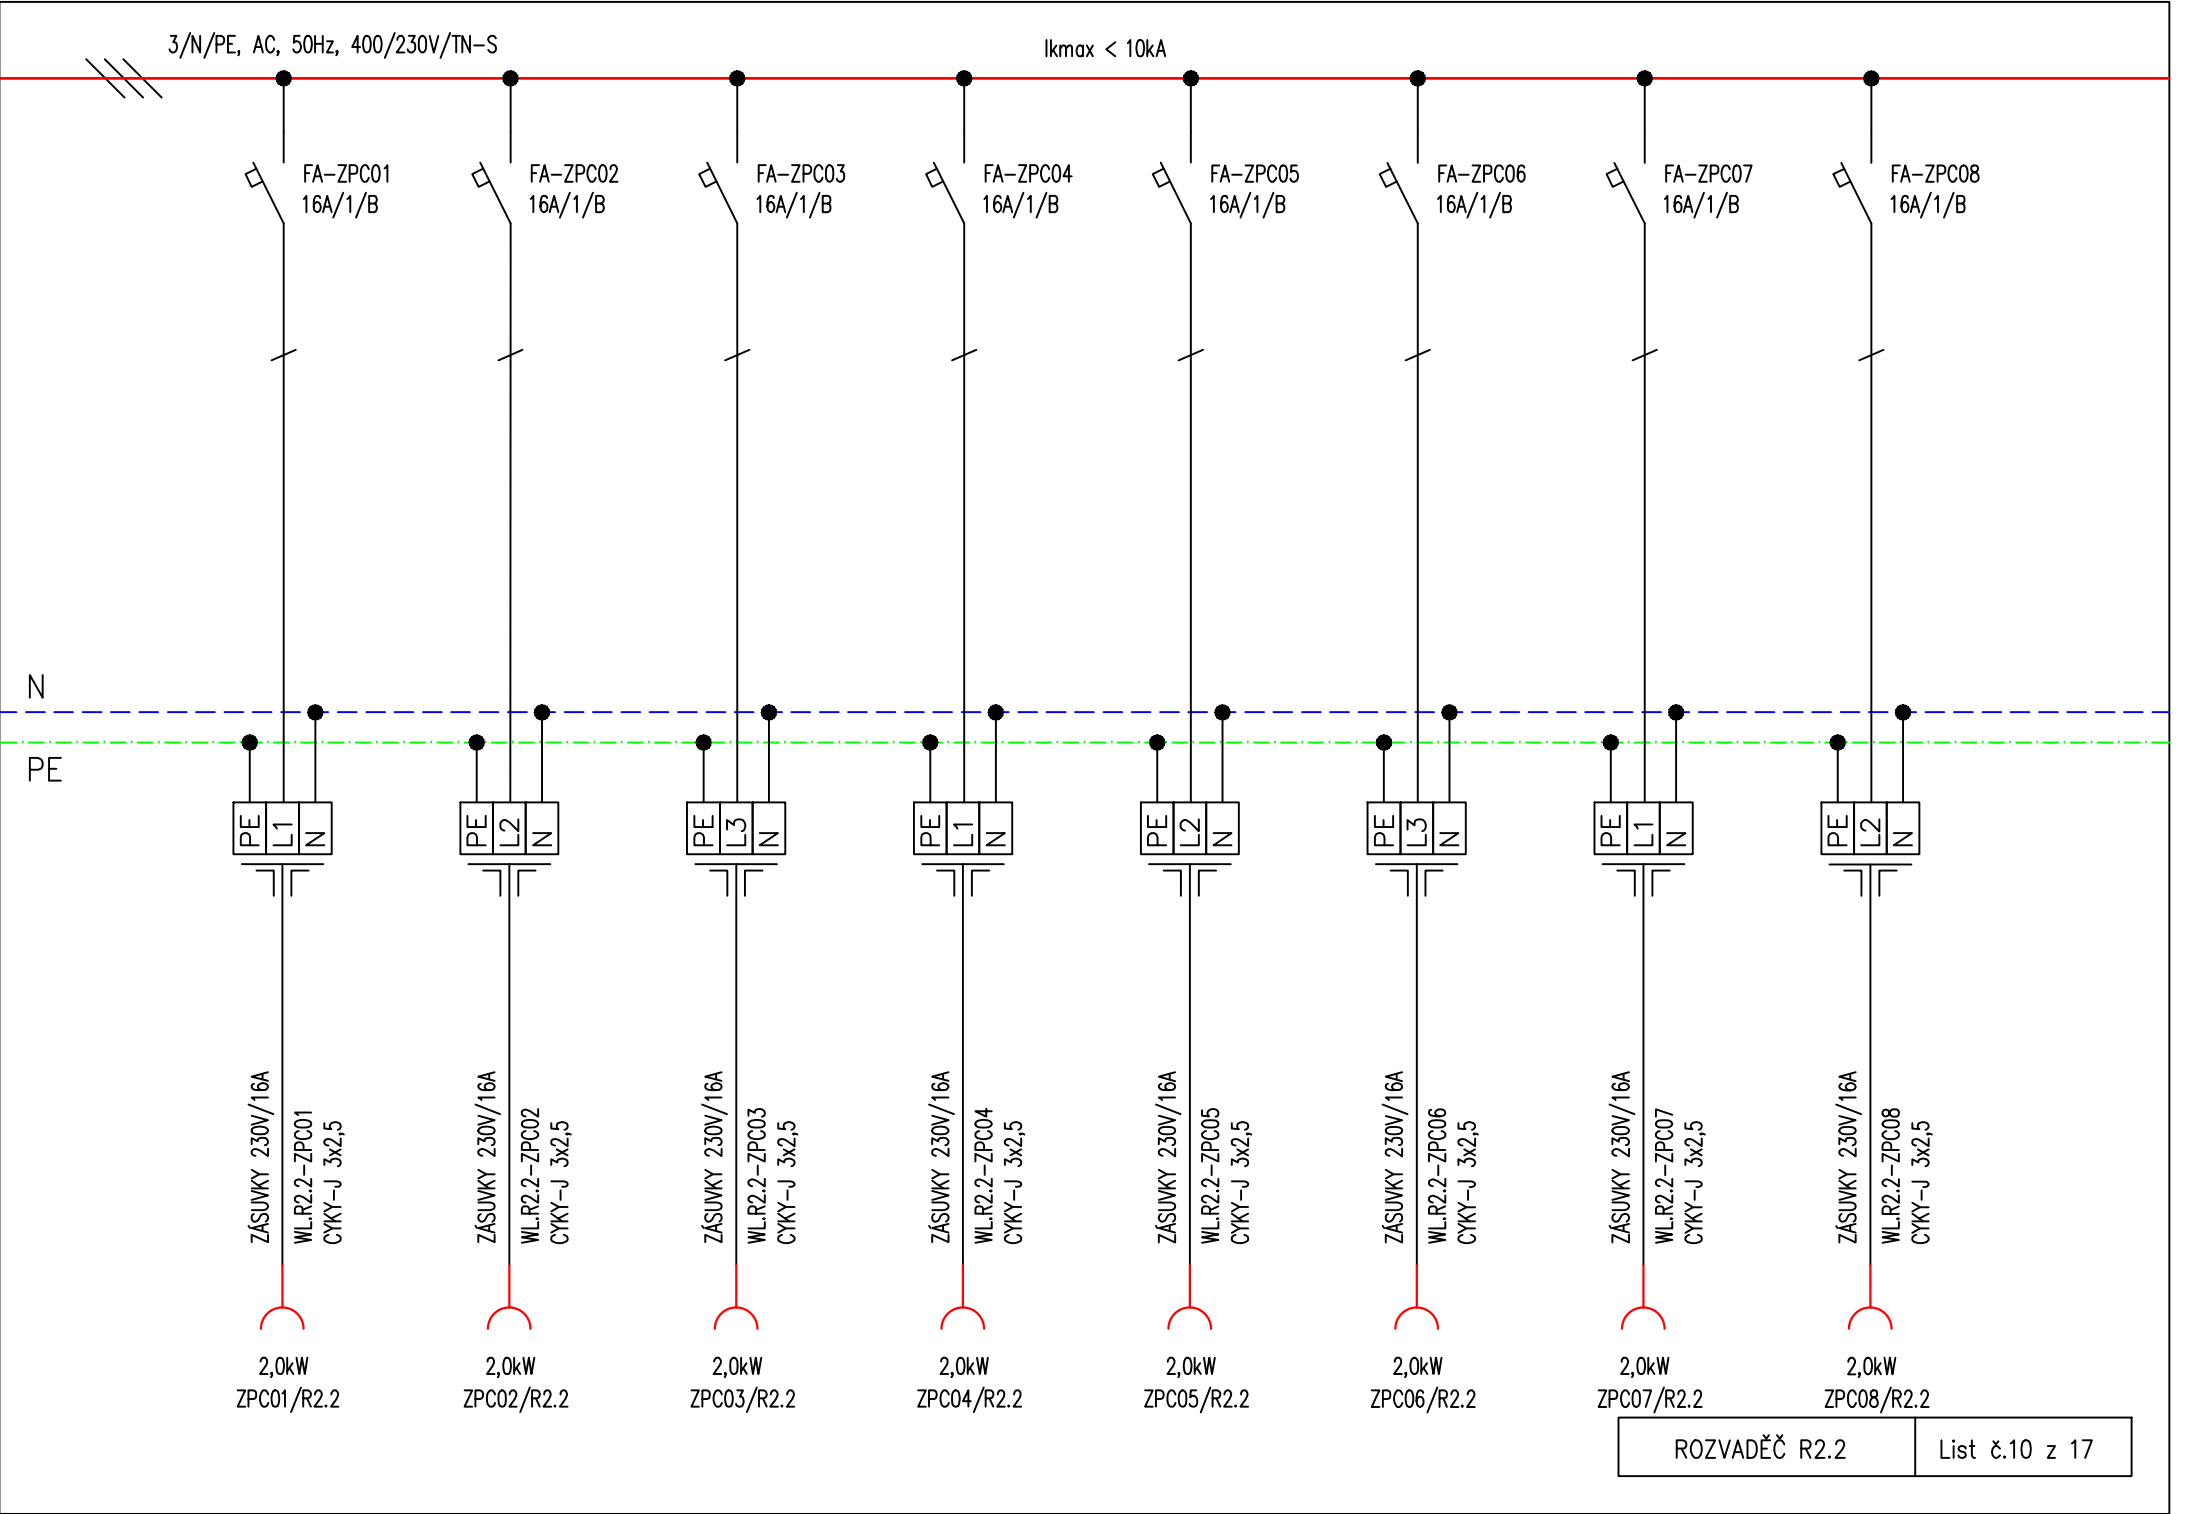 3/N/PE, AC, 50Hz, 400/230V/TN-S
Ikmax < 10kA
FA-ZPC01
16A/1/B
FA-ZPC02
16A/1/B
FA-ZPC03
16A/1/B
FA-ZPC04
16A/1/B
FA-ZPC05
16A/1/B
FA-ZPC06
16A/1/B
FA-ZPC07
16A/1/B
FA-ZPC08
16A/1/B
N
PE
PE L1 N
PE L2 N
PE L3 N
PE L1 N
PE L2 N
PE L3 N
PE L1 N
PE L2 N
ZÁSUVKY 230V/16A
WL.R2.2-ZPC01
CYKY-J 3x2,5
ZÁSUVKY 230V/16A
WL.R2.2-ZPC02
CYKY-J 3x2,5
ZÁSUVKY 230V/16A
WL.R2.2-ZPC03
CYKY-J 3x2,5
ZÁSUVKY 230V/16A
WL.R2.2-ZPC04
CYKY-J 3x2,5
ZÁSUVKY 230V/16A
WL.R2.2-ZPC05
CYKY-J 3x2,5
ZÁSUVKY 230V/16A
WL.R2.2-ZPC06
CYKY-J 3x2,5
ZÁSUVKY 230V/16A
WL.R2.2-ZPC07
CYKY-J 3x2,5
ZÁSUVKY 230V/16A
WL.R2.2-ZPC08
CYKY-J 3x2,5
2,0kW
ZPC01/R2.2
2,0kW
ZPC02/R2.2
2,0kW
ZPC03/R2.2
2,0kW
ZPC04/R2.2
2,0kW
ZPC05/R2.2
2,0kW
ZPC06/R2.2
2,0kW
ZPC07/R2.2
2,0kW
ZPC08/R2.2
ROZVADĚČ R2.2
List č.10 z 17